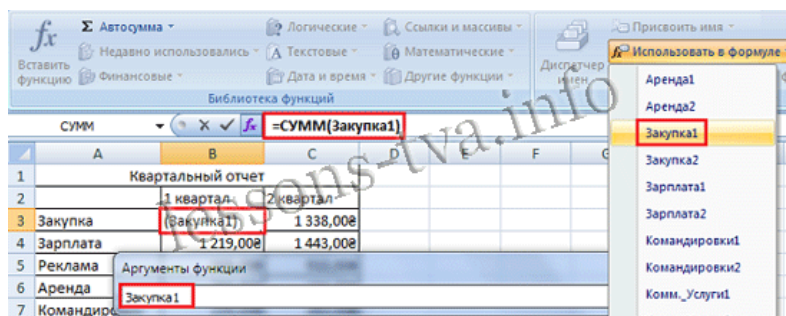 Σ Автосумма
Логические
Ссылки и массивы
Присвоить имя
Недавно использовались
Текстовые
Математические
Использовать в формуле
Вставить функцию
Финансовые
Дата и время
Другие функции
Диспетчер имен
Библиотека функций
СУММ
fx
=СУММ(Закупка1)
A B C D E F G
1 Квартальный отчет
2 1 квартал 2 квартал
3 Закупка (Закупка1) 1 338,00₴
4 Зарплата 1 219,00₴ 1 443,00₴
5 Реклама
6 Аренда
7
Аргументы функции
Закупка1
Аренда1
Аренда2
Закупка1
Закупка2
Зарплата1
Зарплата2
Командировки1
Командировки2
Комм._Услуги1
lessons-tva.info